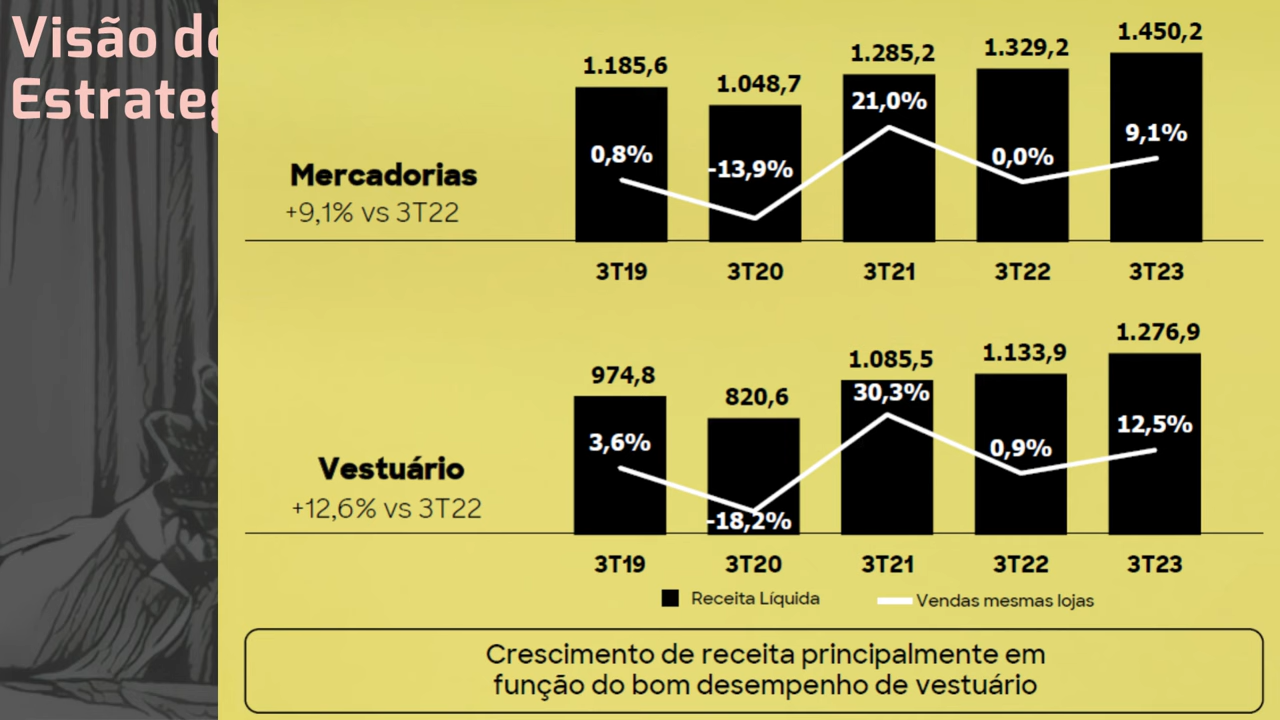 Visão do
Estrateg
1.185,6
1.048,7
1.285,2
1.329,2
1.450,2
0,8%
-13,9%
21,0%
0,0%
9,1%
Mercadorias
+9,1% vs 3T22
3T19 3T20 3T21 3T22 3T23
974,8
820,6
1.085,5
1.133,9
1.276,9
3,6%
-18,2%
30,3%
0,9%
12,5%
Vestuário
+12,6% vs 3T22
3T19 3T20 3T21 3T22 3T23
Receita Líquida Vendas mesmas lojas
Crescimento de receita principalmente em
função do bom desempenho de vestuário